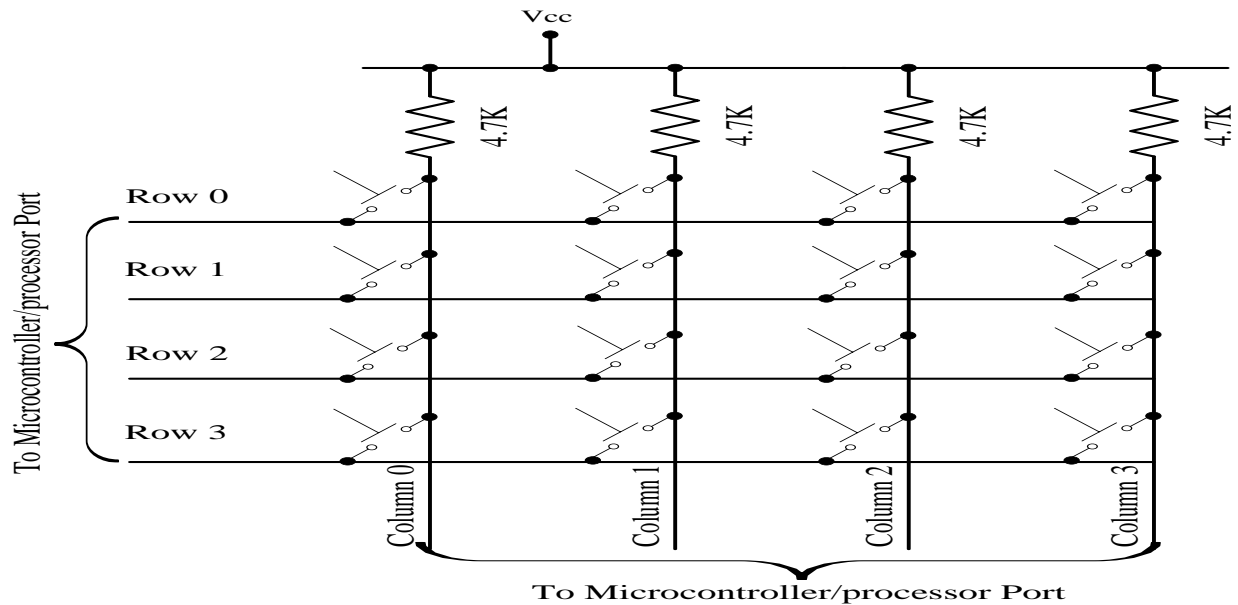 Vcc
4.7K
4.7K
4.7K
4.7K
Row 0
Row 1
Row 2
Row 3
To Microcontroller/processor Port
Column 0
Column 1
Column 2
Column 3
To Microcontroller/processor Port